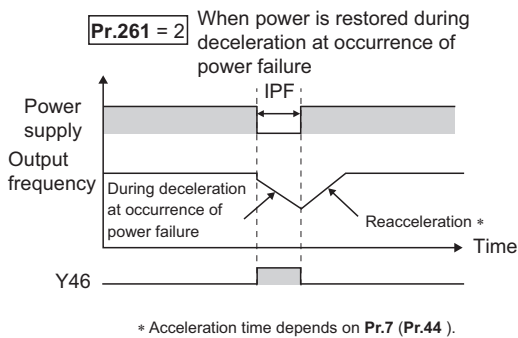 Pr.261 = 2
When power is restored during
deceleration at occurrence of
power failure
IPF
Power
supply
Output
frequency
During deceleration
at occurrence of
power failure
Reacceleration *
Time
Y46
* Acceleration time depends on Pr.7 (Pr.44 ).